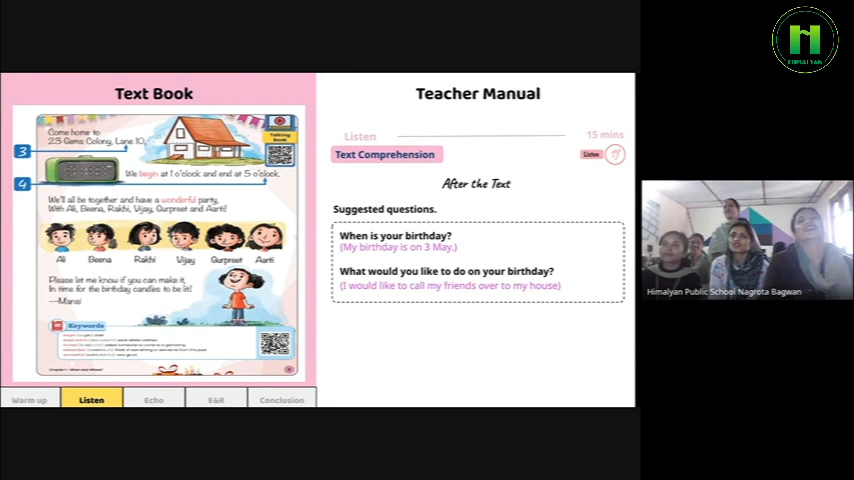 HIMALYAN
Text Book
Teacher Manual
Come home to
23 Gems Colony, Lane 10,
Talking
Book
3
We begin at 1 o'clock and end at 5 o'clock.
4
We'll all be together and have a wonderful party,
With Ali, Beena, Rakhi, Vijay, Gurpreet and Aarti!
Ali Beena Rakhi Vijay Gurpreet Aarti
Please let me know if you can make it,
In time for the birthday candles to be lit!
—Mansi
Keywords
Listen
15 mins
Text Comprehension
Listen
After the Text
Suggested questions.
When is your birthday?
(My birthday is on 3 May.)
What would you like to do on your birthday?
(I would like to call my friends over to my house)
Warm up
Listen
Echo
E&R
Conclusion
Himalyan Public School Nagrota Bagwan